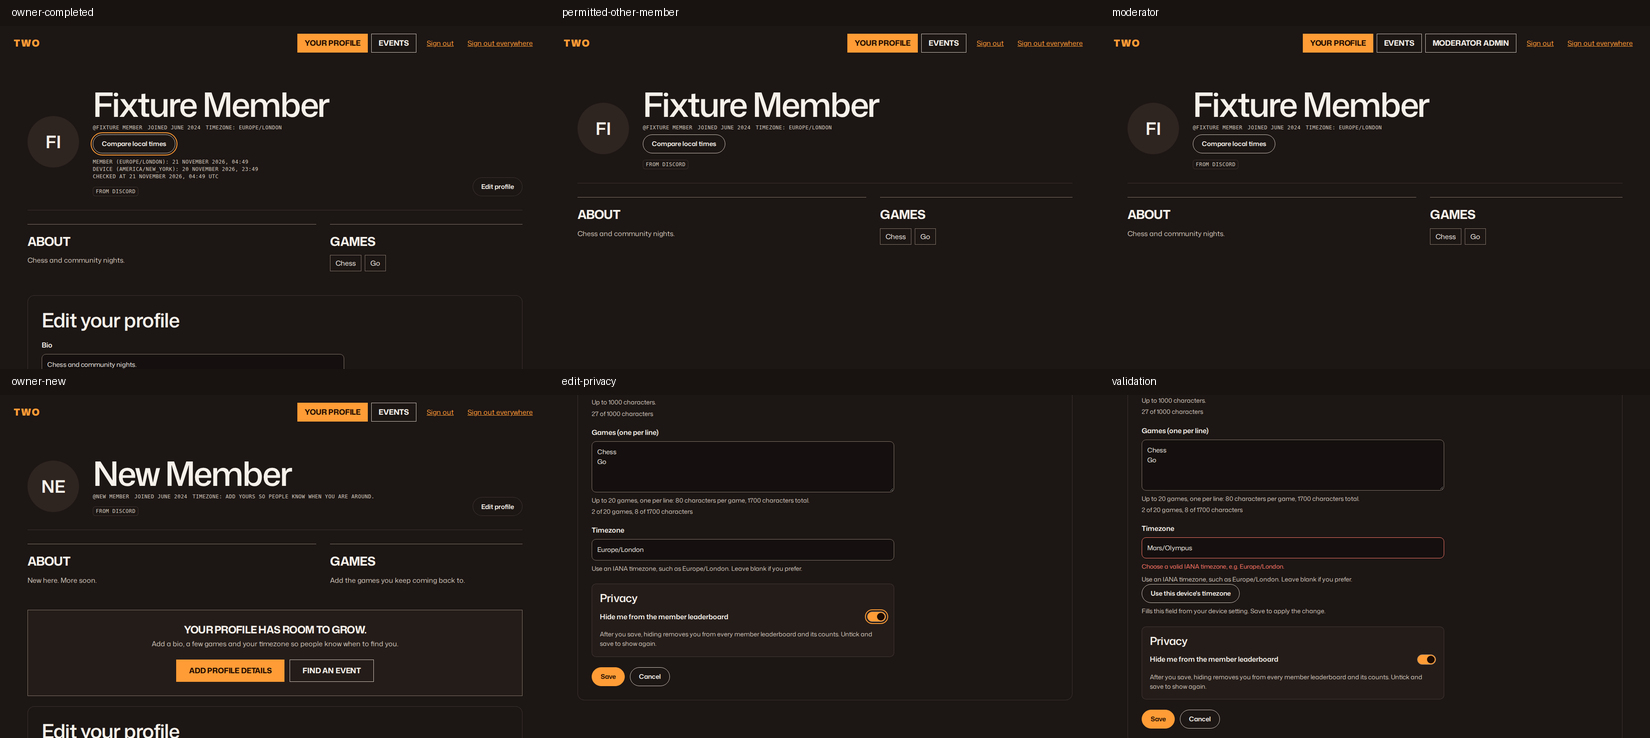 owner-completed
TWO
YOUR PROFILE EVENTS Sign out Sign out everywhere
FI
Fixture Member
@FIXTURE MEMBER JOINED JUNE 2024 TIMEZONE: EUROPE/LONDON
Compare local times
MEMBER (EUROPE/LONDON): 21 NOVEMBER 2026, 04:49
DEVICE (AMERICA/NEW_YORK): 20 NOVEMBER 2026, 23:49
CHECKED AT 21 NOVEMBER 2026, 04:49 UTC
FROM DISCORD
Edit profile
ABOUT
Chess and community nights.
GAMES
Chess Go
Edit your profile
Bio
Chess and community nights.
permitted-other-member
TWO
YOUR PROFILE EVENTS Sign out Sign out everywhere
FI
Fixture Member
@FIXTURE MEMBER JOINED JUNE 2024 TIMEZONE: EUROPE/LONDON
Compare local times
FROM DISCORD
ABOUT
Chess and community nights.
GAMES
Chess Go
moderator
TWO
YOUR PROFILE EVENTS MODERATOR ADMIN Sign out Sign out everywhere
FI
Fixture Member
@FIXTURE MEMBER JOINED JUNE 2024 TIMEZONE: EUROPE/LONDON
Compare local times
FROM DISCORD
ABOUT
Chess and community nights.
GAMES
Chess Go
owner-new
TWO
YOUR PROFILE EVENTS Sign out Sign out everywhere
NE
New Member
@NEW MEMBER JOINED JUNE 2024 TIMEZONE: ADD YOURS SO PEOPLE KNOW WHEN YOU ARE AROUND.
FROM DISCORD
Edit profile
ABOUT
New here. More soon.
GAMES
Add the games you keep coming back to.
YOUR PROFILE HAS ROOM TO GROW.
Add a bio, a few games and your timezone so people know when to find you.
ADD PROFILE DETAILS FIND AN EVENT
Edit your profile
edit-privacy
Up to 1000 characters.
27 of 1000 characters
Games (one per line)
Chess
Go
Up to 20 games, one per line: 80 characters per game, 1700 characters total.
2 of 20 games, 8 of 1700 characters
Timezone
Europe/London
Use an IANA timezone, such as Europe/London. Leave blank if you prefer.
Privacy
Hide me from the member leaderboard
After you save, hiding removes you from every member leaderboard and its counts. Untick and
save to show again.
Save Cancel
validation
Up to 1000 characters.
27 of 1000 characters
Games (one per line)
Chess
Go
Up to 20 games, one per line: 80 characters per game, 1700 characters total.
2 of 20 games, 8 of 1700 characters
Timezone
Mars/Olympus
Choose a valid IANA timezone, e.g. Europe/London.
Use an IANA timezone, such as Europe/London. Leave blank if you prefer.
Use this device's timezone
Fills this field from your device setting. Save to apply the change.
Privacy
Hide me from the member leaderboard
After you save, hiding removes you from every member leaderboard and its counts. Untick and
save to show again.
Save Cancel